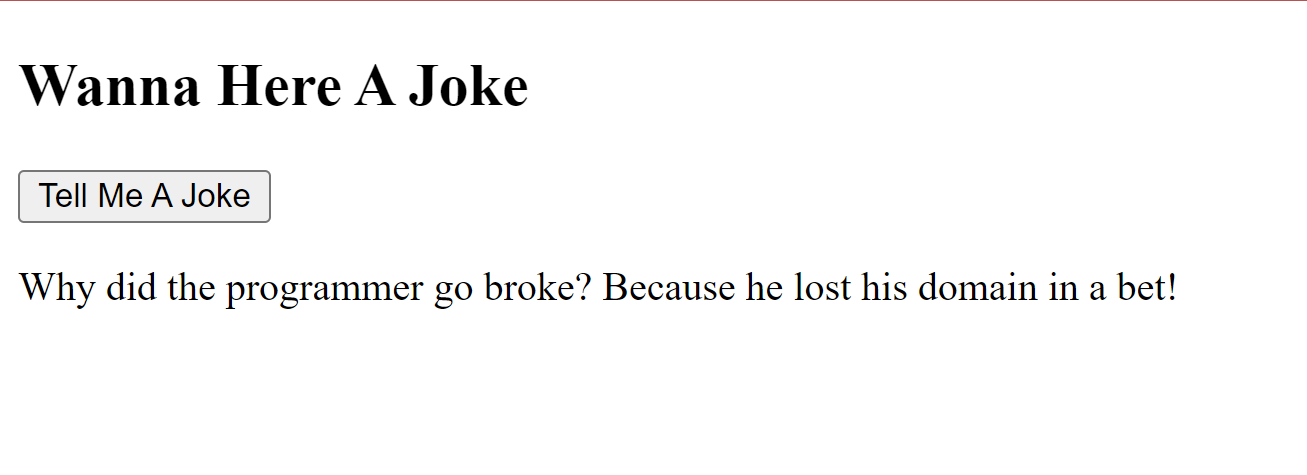 Wanna Here A Joke
Tell Me A Joke
Why did the programmer go broke? Because he lost his domain in a bet!